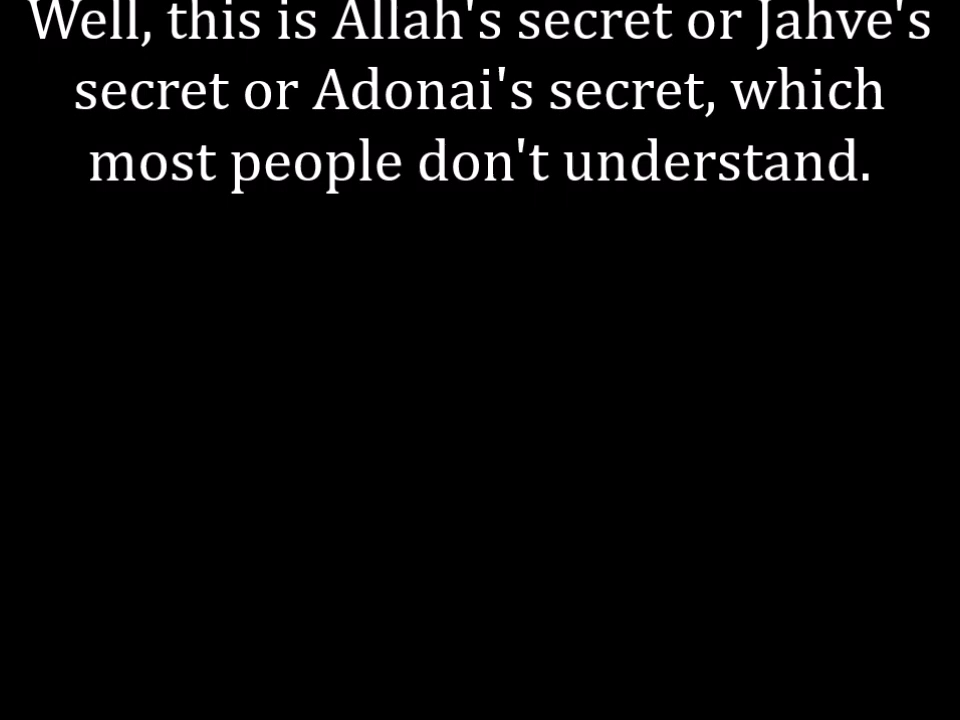 Well, this is Allah's secret or Jahve's
secret or Adonai's secret, which
most people don't understand.